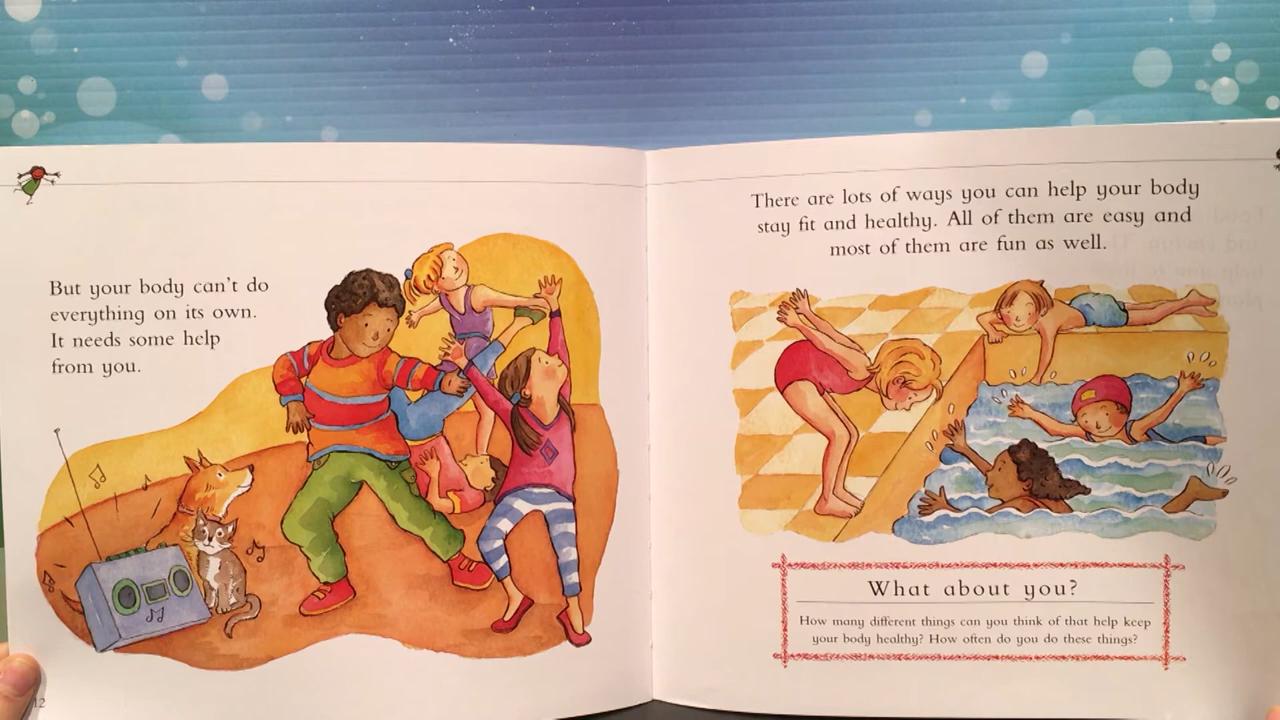 But your body can't do
everything on its own.
It needs some help
from you.
12
There are lots of ways you can help your body
stay fit and healthy. All of them are easy and
most of them are fun as well.
What about you?
How many different things can you think of that help keep
your body healthy? How often do you do these things?